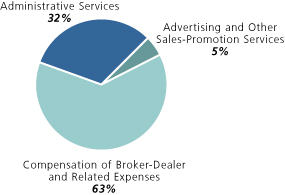 Administrative Services
32%
Advertising and Other
Sales-Promotion Services
5%
Compensation of Broker-Dealer
and Related Expenses
63%